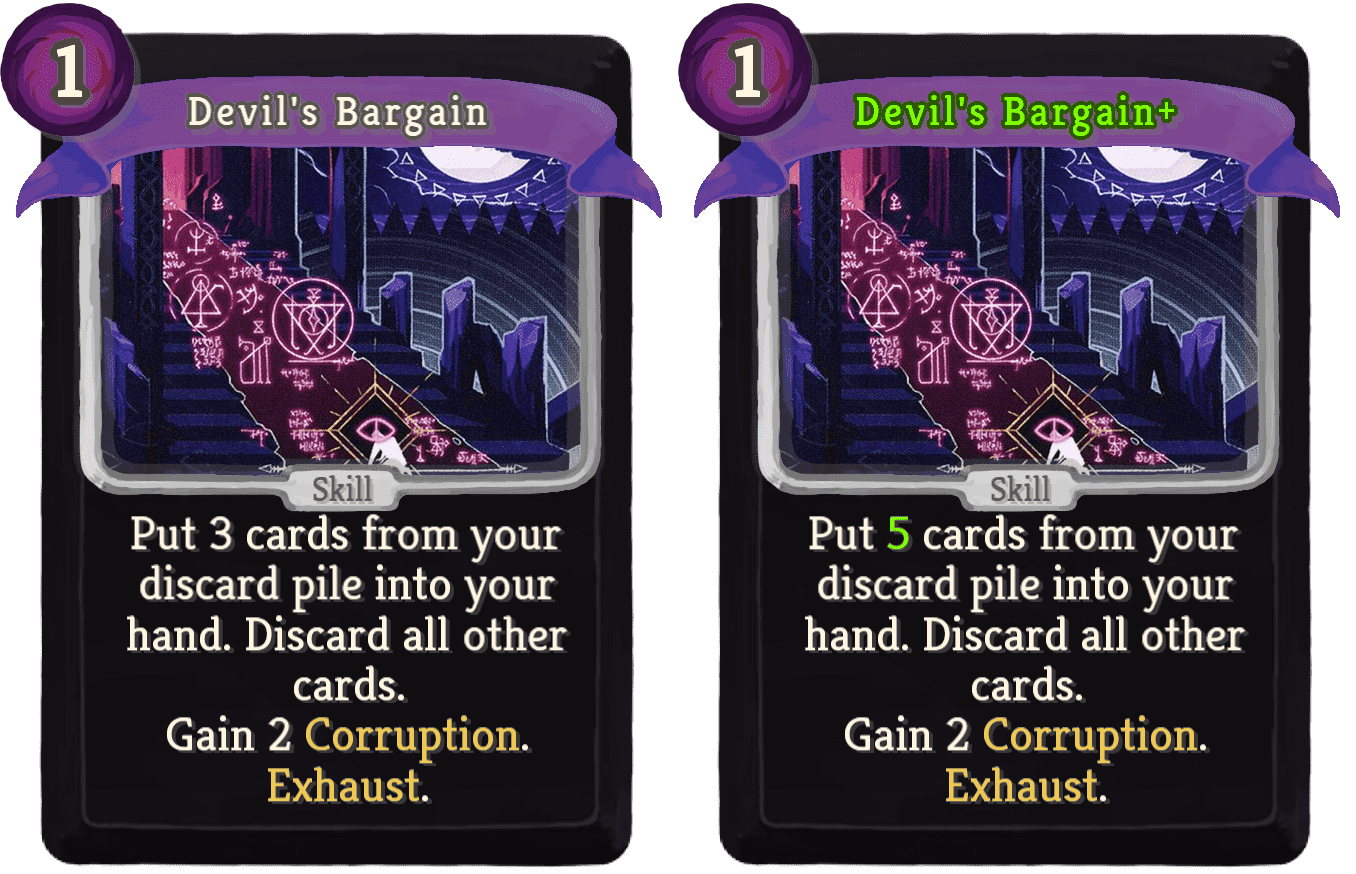 1
Devil's Bargain
Skill
Put 3 cards from your
discard pile into your
hand. Discard all other
cards.
Gain 2 Corruption.
Exhaust.
1
Devil's Bargain+
Skill
Put 5 cards from your
discard pile into your
hand. Discard all other
cards.
Gain 2 Corruption.
Exhaust.